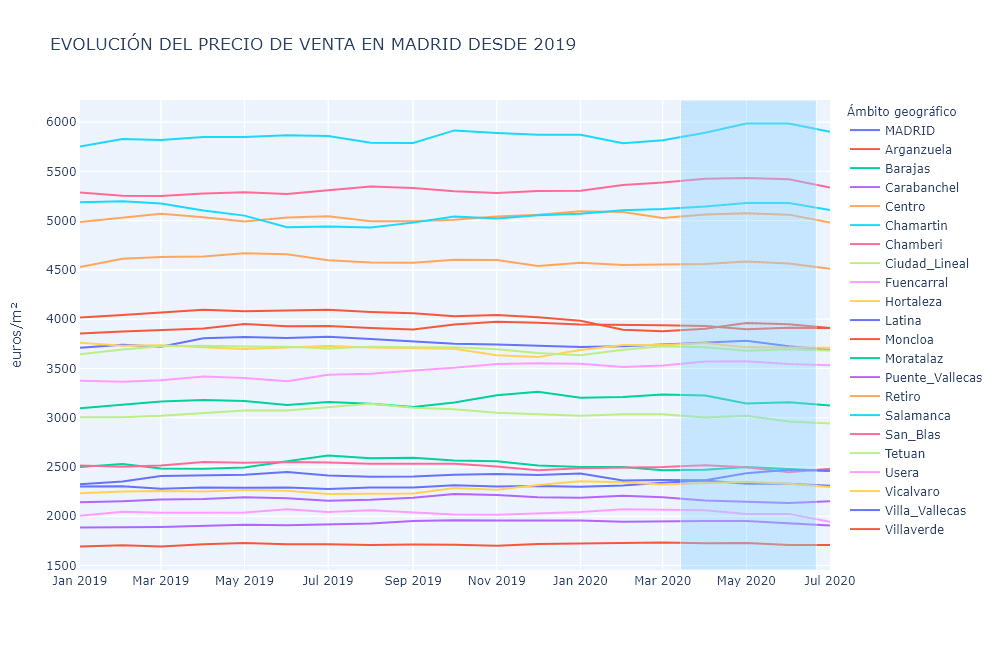 EVOLUCIÓN DEL PRECIO DE VENTA EN MADRID DESDE 2019
Ámbito geográfico
MADRID
Arganzuela
Barajas
Carabanchel
Centro
Chamartin
Chamberi
Ciudad_Lineal
Fuencarral
Hortaleza
Latina
Moncloa
Moratalaz
Puente_Vallecas
Retiro
Salamanca
San_Blas
Tetuan
Usera
Vicalvaro
Villa_Vallecas
Villaverde
euros/m²
6000
5500
5000
4500
4000
3500
3000
2500
2000
1500
Jan 2019 Mar 2019 May 2019 Jul 2019 Sep 2019 Nov 2019 Jan 2020 Mar 2020 May 2020 Jul 2020